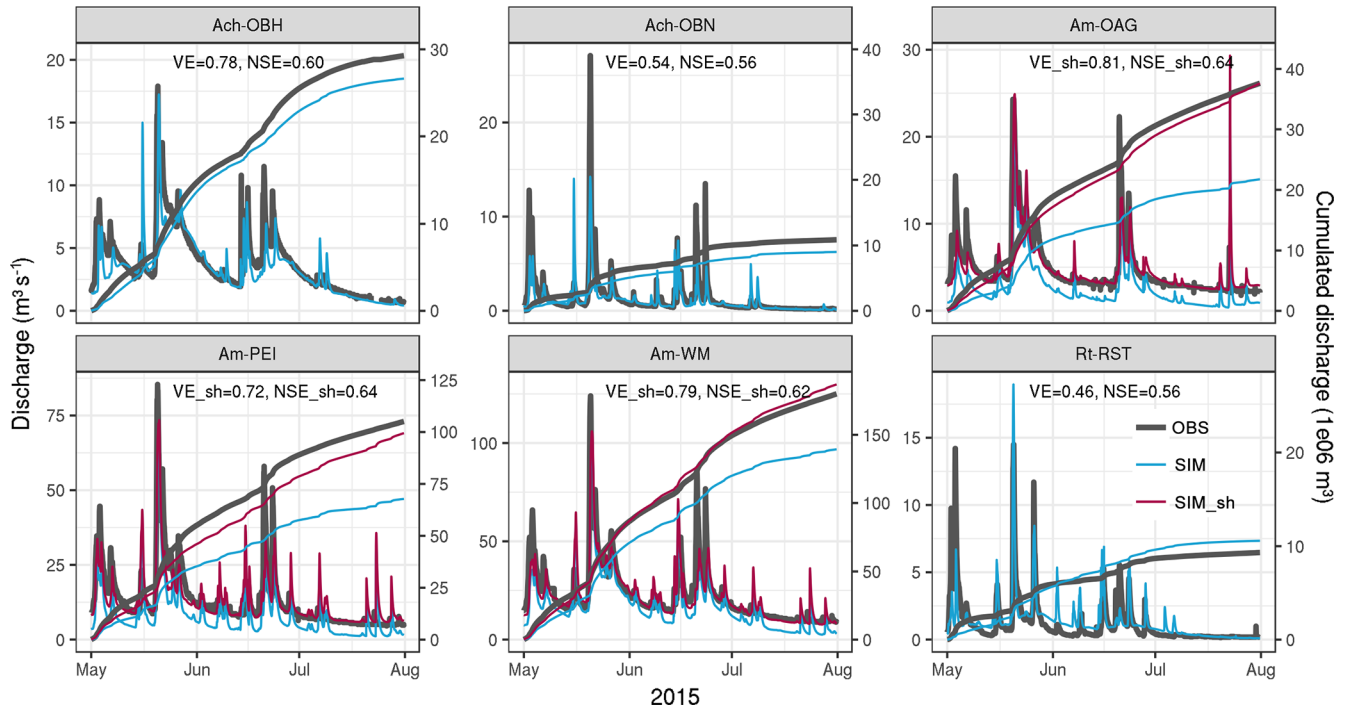 Ach-OBH
Ach-OBN
Am-OAG
VE=0.78, NSE=0.60
VE=0.54, NSE=0.56
VE_sh=0.81, NSE_sh=0.64
20
15
10
5
0
30
20
10
0
20
10
0
40
30
20
10
0
30
20
10
0
40
30
20
10
0
Discharge (m³ s⁻¹)
Cumulated discharge (1e06 m³)
Am-PEI
Am-WM
Rt-RST
VE_sh=0.72, NSE_sh=0.64
VE_sh=0.79, NSE_sh=0.62
VE=0.46, NSE=0.56
OBS
SIM
SIM_sh
75
50
25
0
125
100
75
50
25
0
100
50
0
150
100
50
0
15
10
5
0
20
10
0
May Jun Jul Aug
May Jun Jul Aug
May Jun Jul Aug
2015